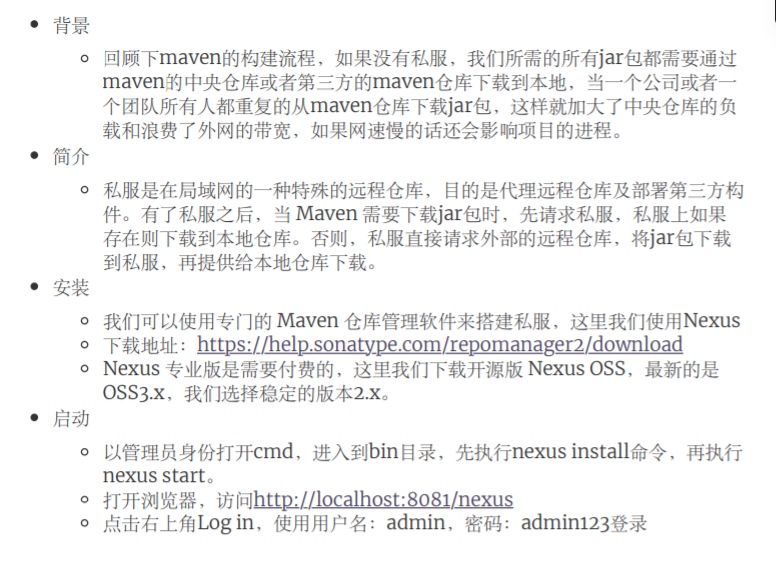 背景
回顾下maven的构建流程，如果没有私服，我们所需的所有jar包都需要通过
maven的中央仓库或者第三方的maven仓库下载到本地，当一个公司或者一
个团队所有人都重复的从maven仓库下载jar包，这样就加大了中央仓库的负
载和浪费了外网的带宽，如果网速慢的话还会影响项目的进程。
简介
私服是在局域网的一种特殊的远程仓库，目的是代理远程仓库及部署第三方构
件。有了私服之后，当 Maven 需要下载jar包时，先请求私服，私服上如果
存在则下载到本地仓库。否则，私服直接请求外部的远程仓库，将jar包下载
到私服，再提供给本地仓库下载。
安装
我们可以使用专门的 Maven 仓库管理软件来搭建私服，这里我们使用Nexus
下载地址：https://help.sonatype.com/repomanager2/download
Nexus 专业版是需要付费的，这里我们下载开源版 Nexus OSS，最新的是
OSS3.x，我们选择稳定的版本2.x。
启动
以管理员身份打开cmd，进入到bin目录，先执行nexus install命令，再执行
nexus start。
打开浏览器，访问http://localhost:8081/nexus
点击右上角Log in，使用用户名：admin，密码：admin123登录